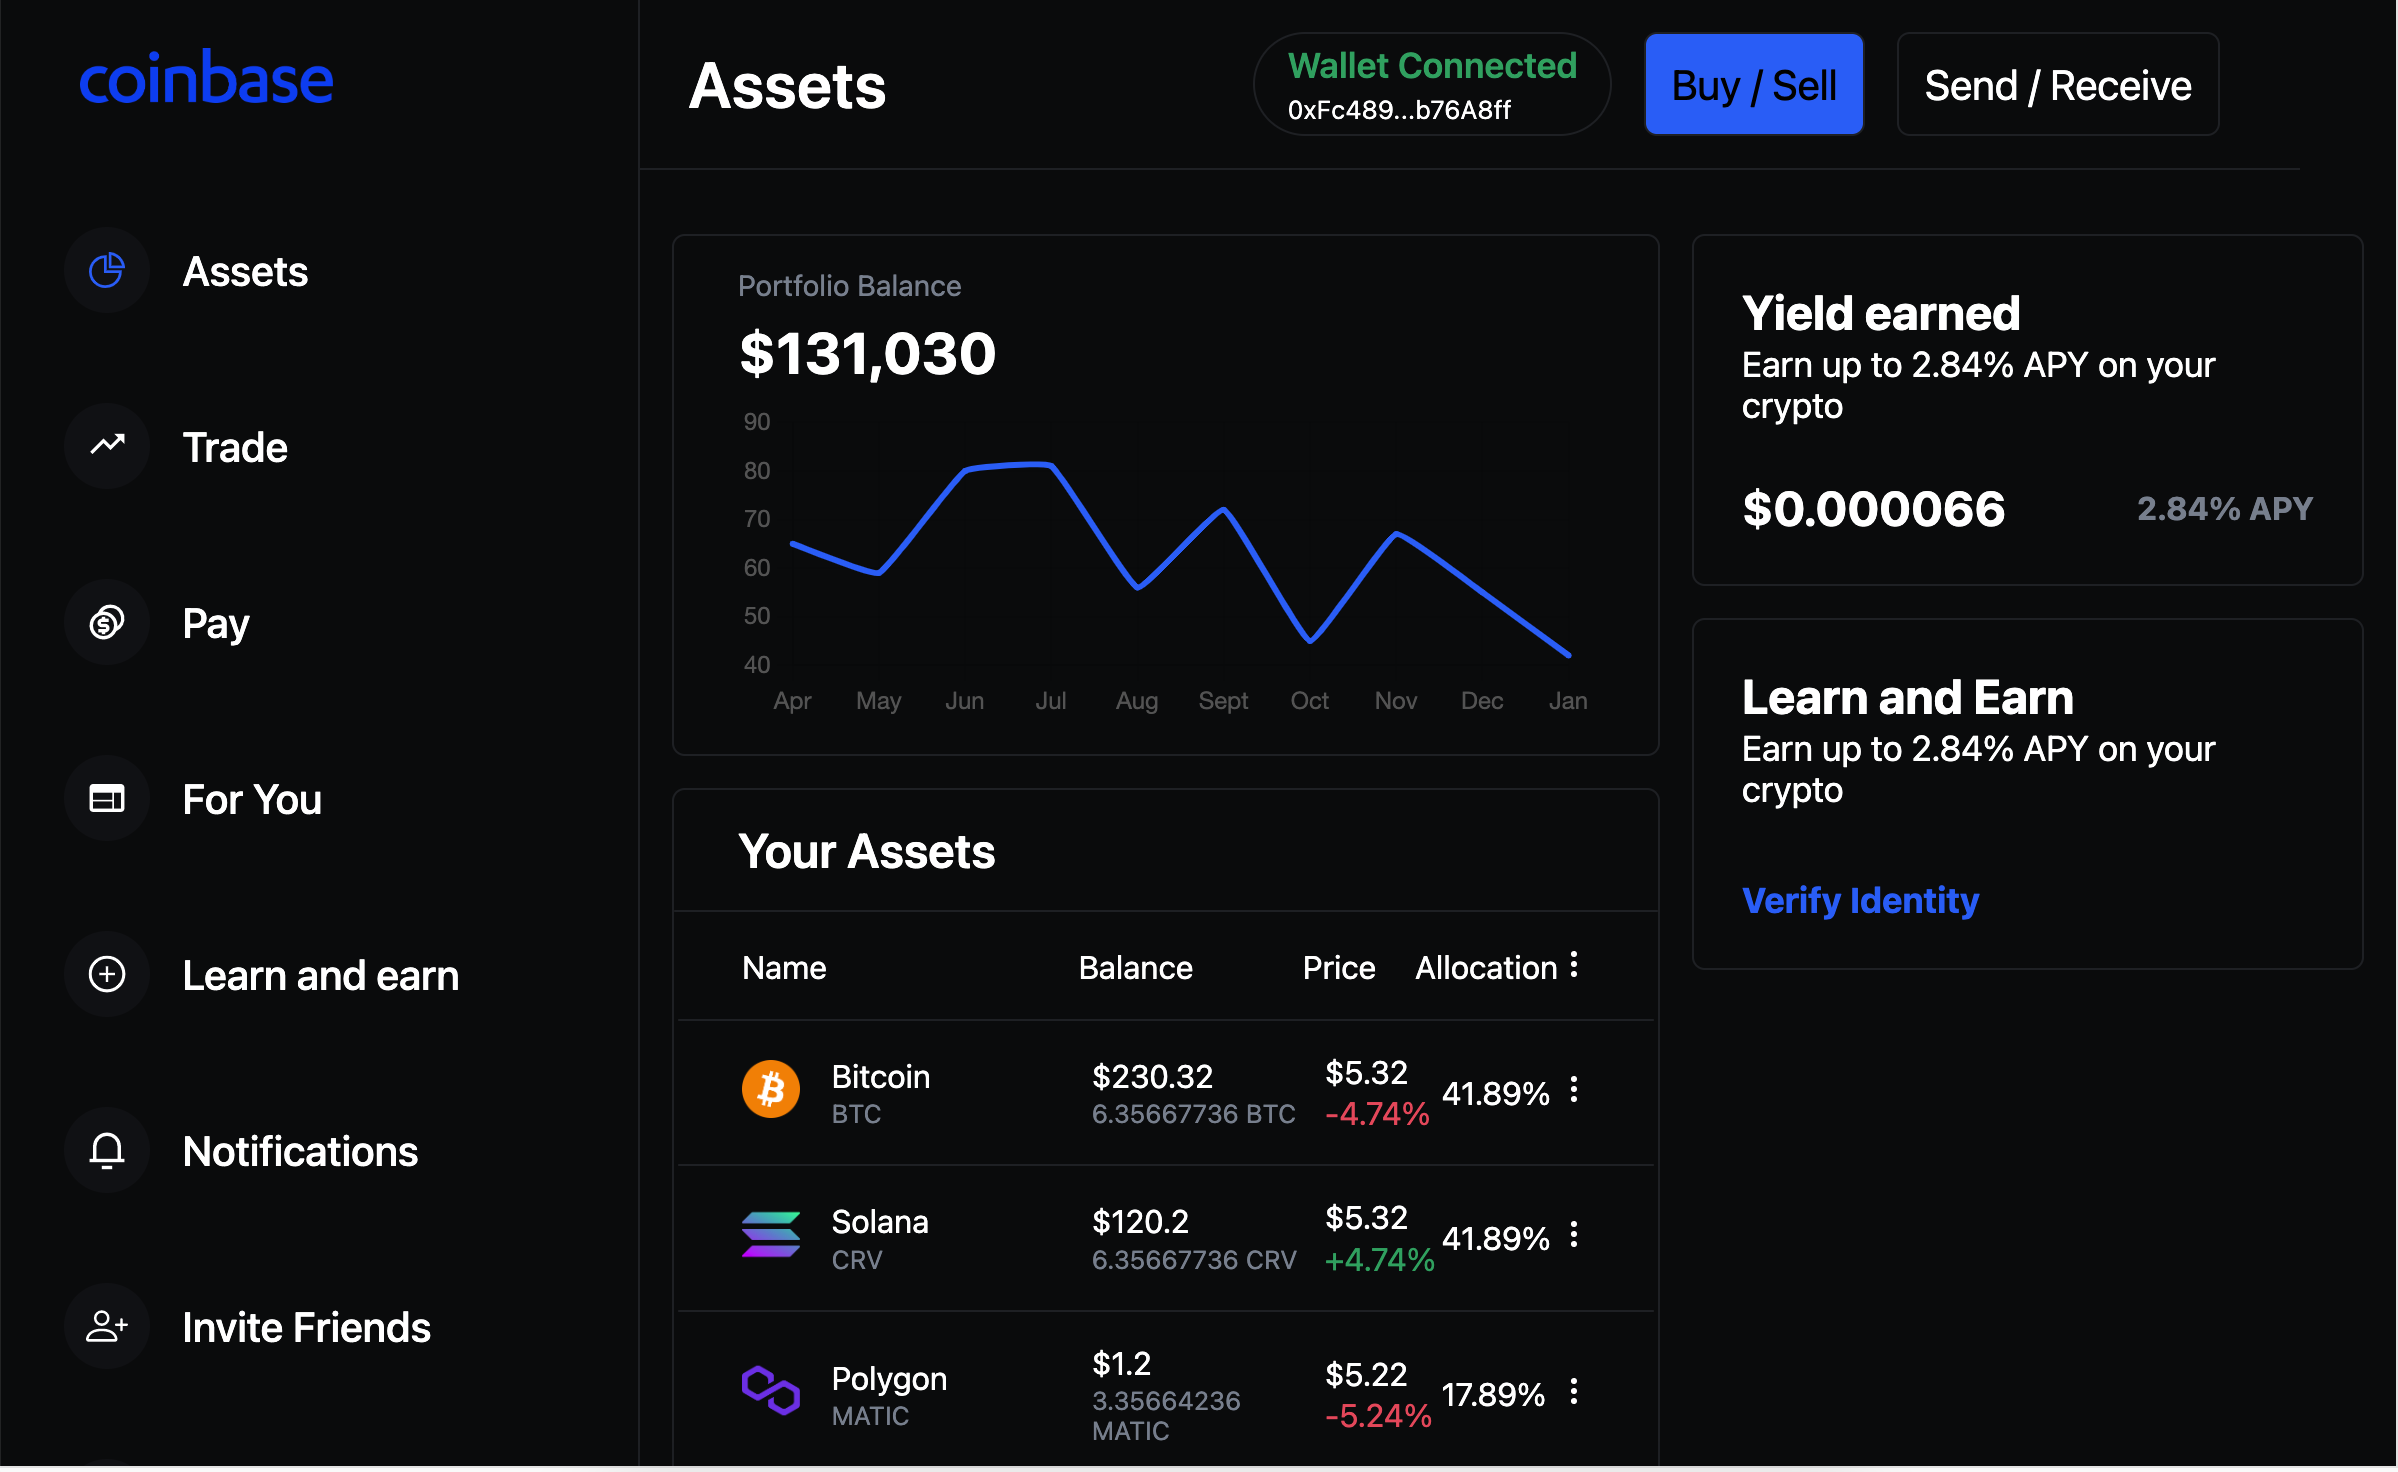 coinbase
Assets
Trade
Pay
For You
Learn and earn
Notifications
Invite Friends
Assets
Wallet Connected
0xFc489...b76A8ff
Buy / Sell
Send / Receive
Portfolio Balance
$131,030
90
80
70
60
50
40
Apr May Jun Jul Aug Sept Oct Nov Dec Jan
Yield earned
Earn up to 2.84% APY on your
crypto
$0.000066 2.84% APY
Learn and Earn
Earn up to 2.84% APY on your
crypto
Verify Identity
Your Assets
Name Balance Price Allocation
Bitcoin $230.32 $5.32 41.89%
BTC 6.35667736 BTC -4.74%
Solana $120.2 $5.32 41.89%
CRV 6.35667736 CRV +4.74%
Polygon $1.2 $5.22 17.89%
MATIC 3.35664236 -5.24%
MATIC